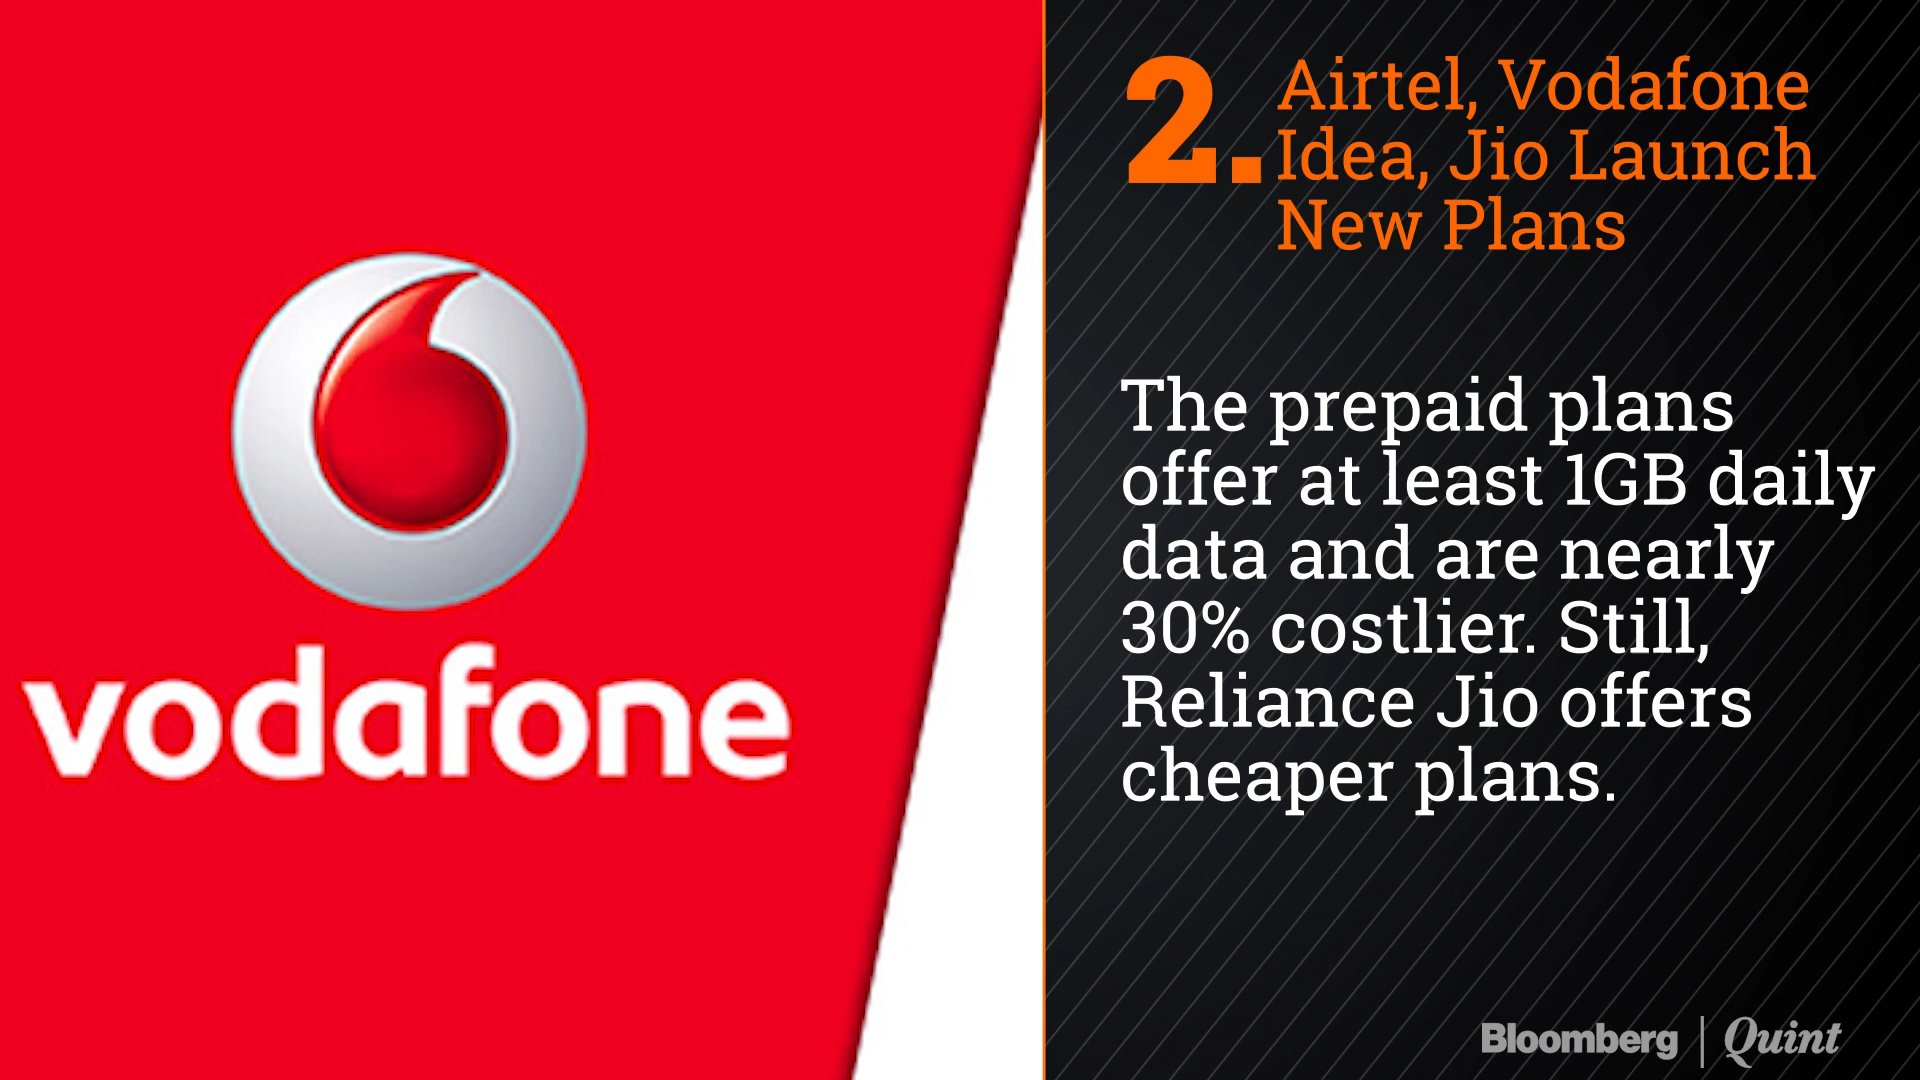 vodafone
2. Airtel, Vodafone
Idea, Jio Launch
New Plans
The prepaid plans
offer at least 1GB daily
data and are nearly
30% costlier. Still,
Reliance Jio offers
cheaper plans.
Bloomberg | Quint